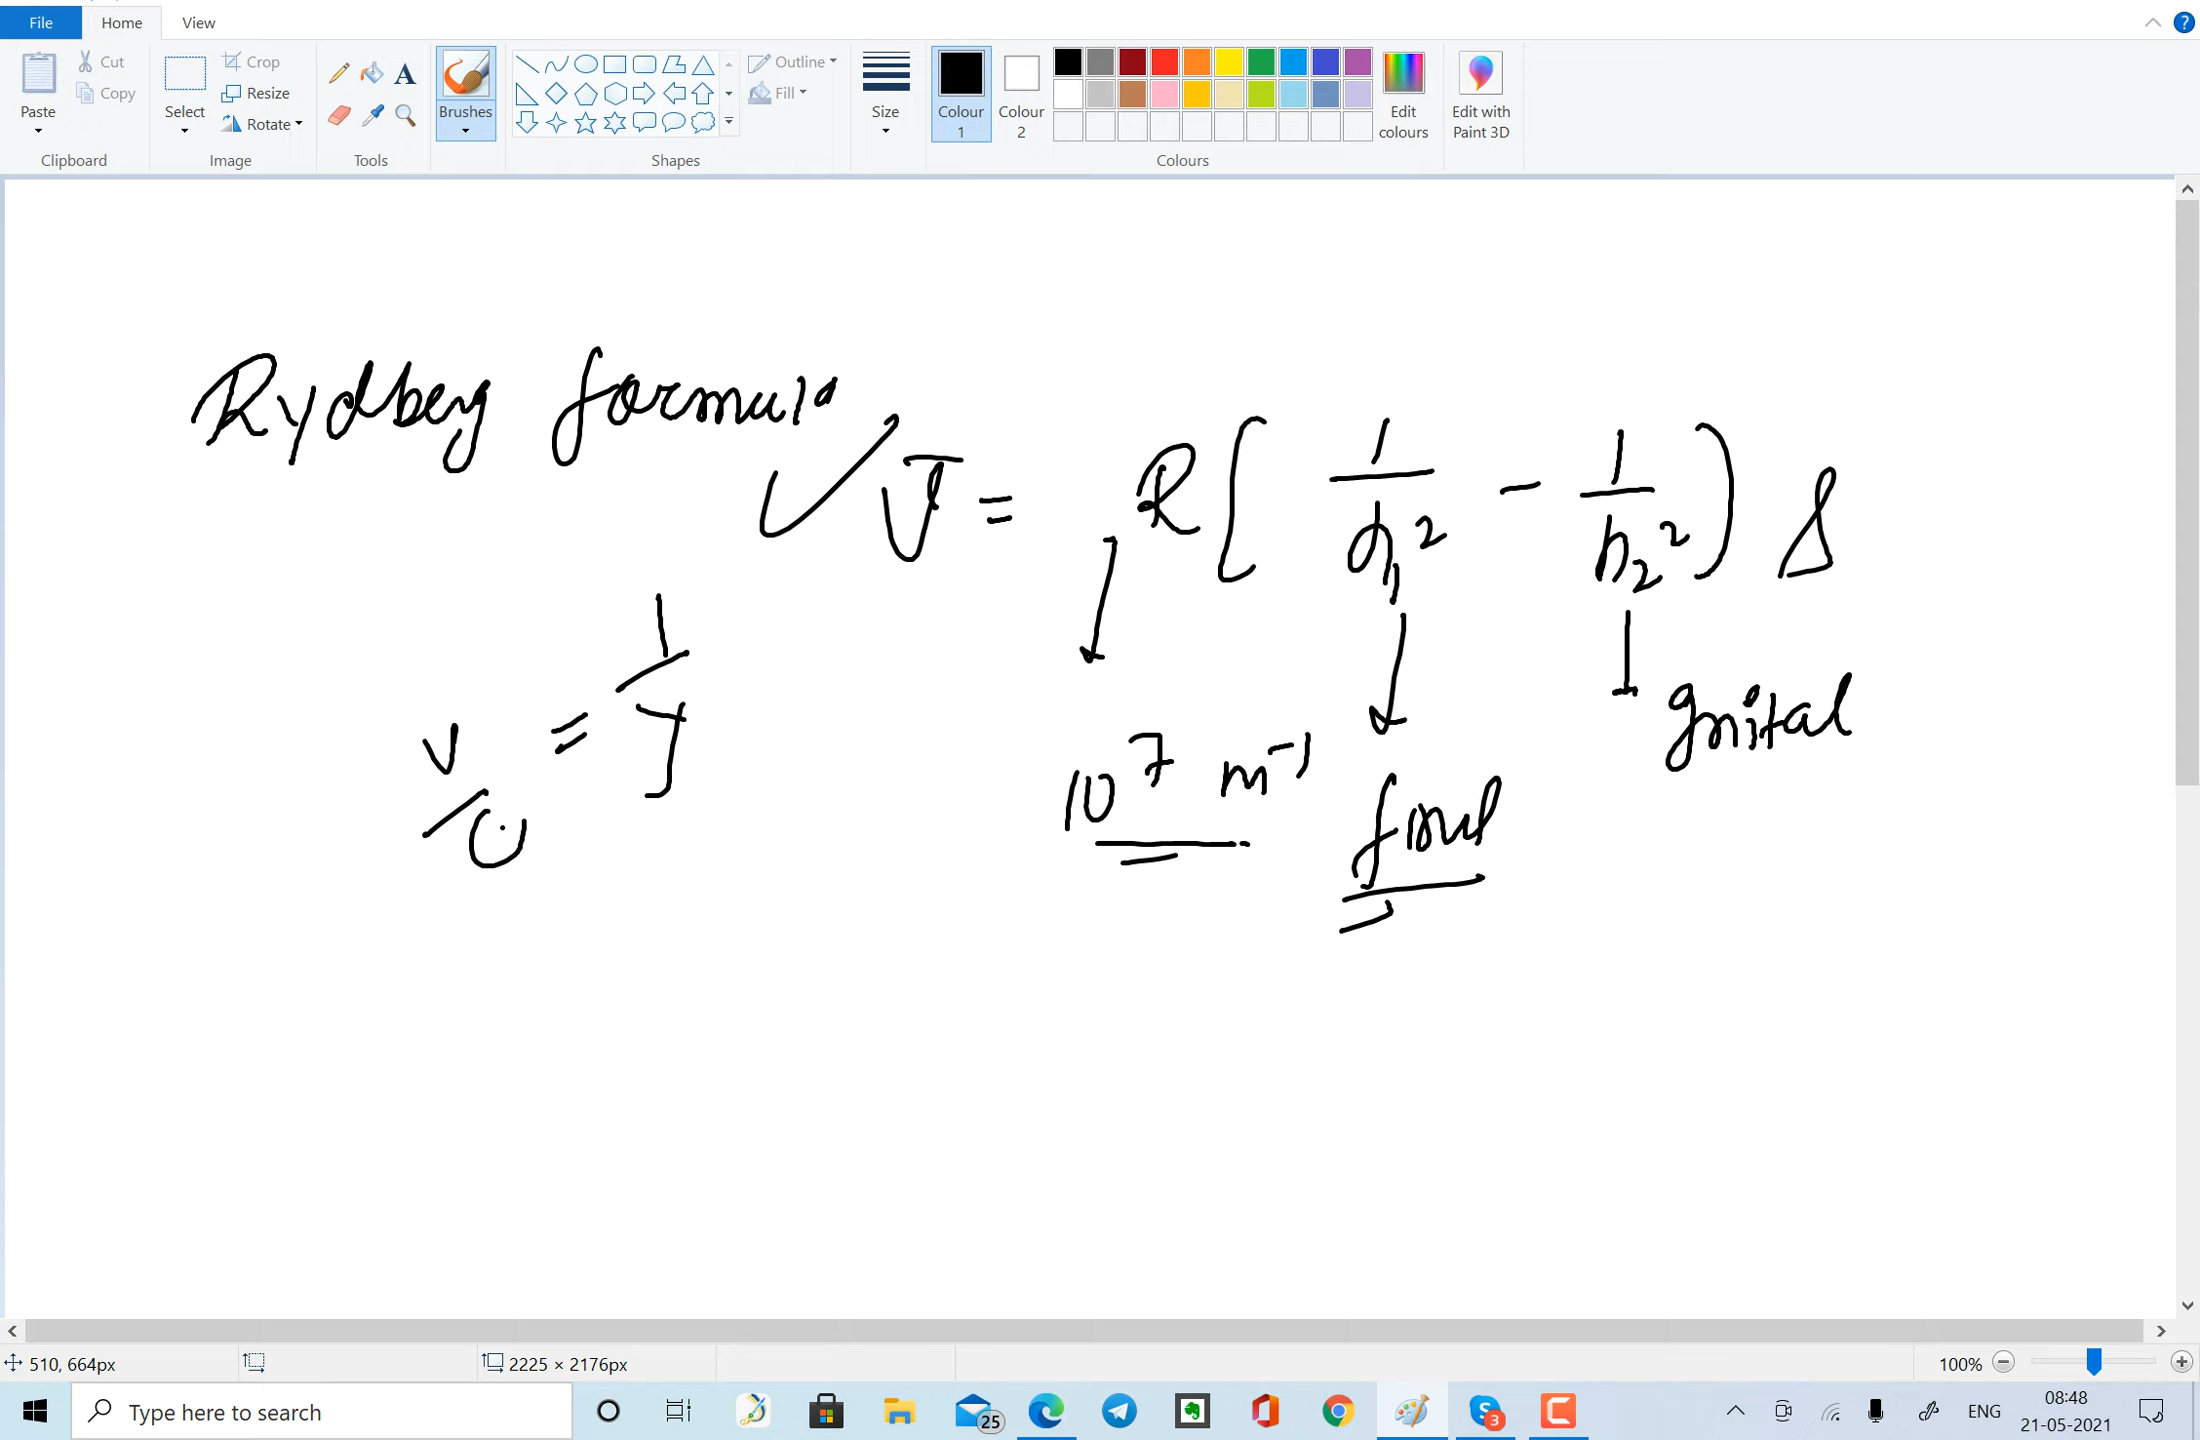 File Home View
Paste Cut Copy Select Crop Resize Rotate A Brushes Outline Fill Size Colour 1 Colour 2 Edit colours Edit with Paint 3D
Clipboard Image Tools Shapes Colours
Rydberg formula
V̅ = R[ 1/n₁² - 1/n₂² )
v/c = 1/λ
10⁷ m⁻¹
final
initial
510, 664px 2225 × 2176px 100%
Type here to search 25 3 ENG 08:48
21-05-2021